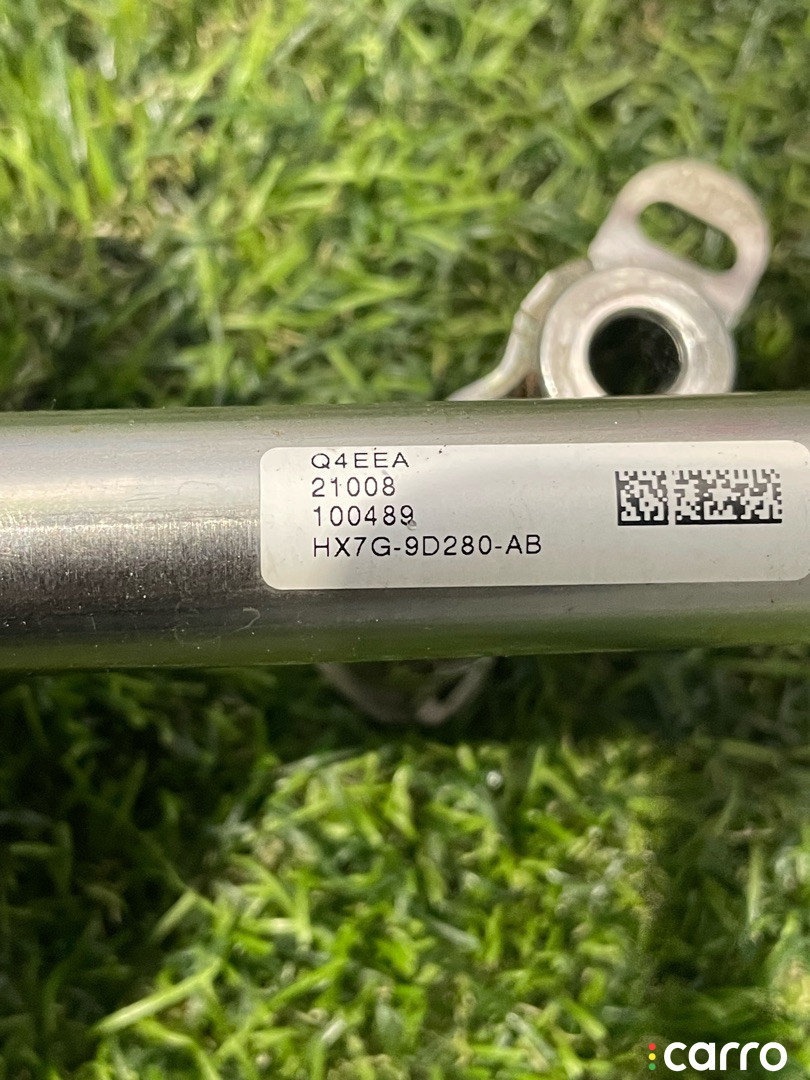 Q4EEA
21008
100489
HX7G-9D280-AB
carro